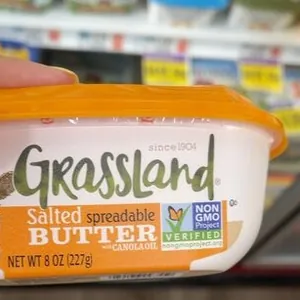 since 1904
GRASSLAND®
Salted spreadable
BUTTER with CANOLA OIL
NON
GMO
Project
VERIFIED
nongmoproject.org
NET WT 8 OZ (227g)